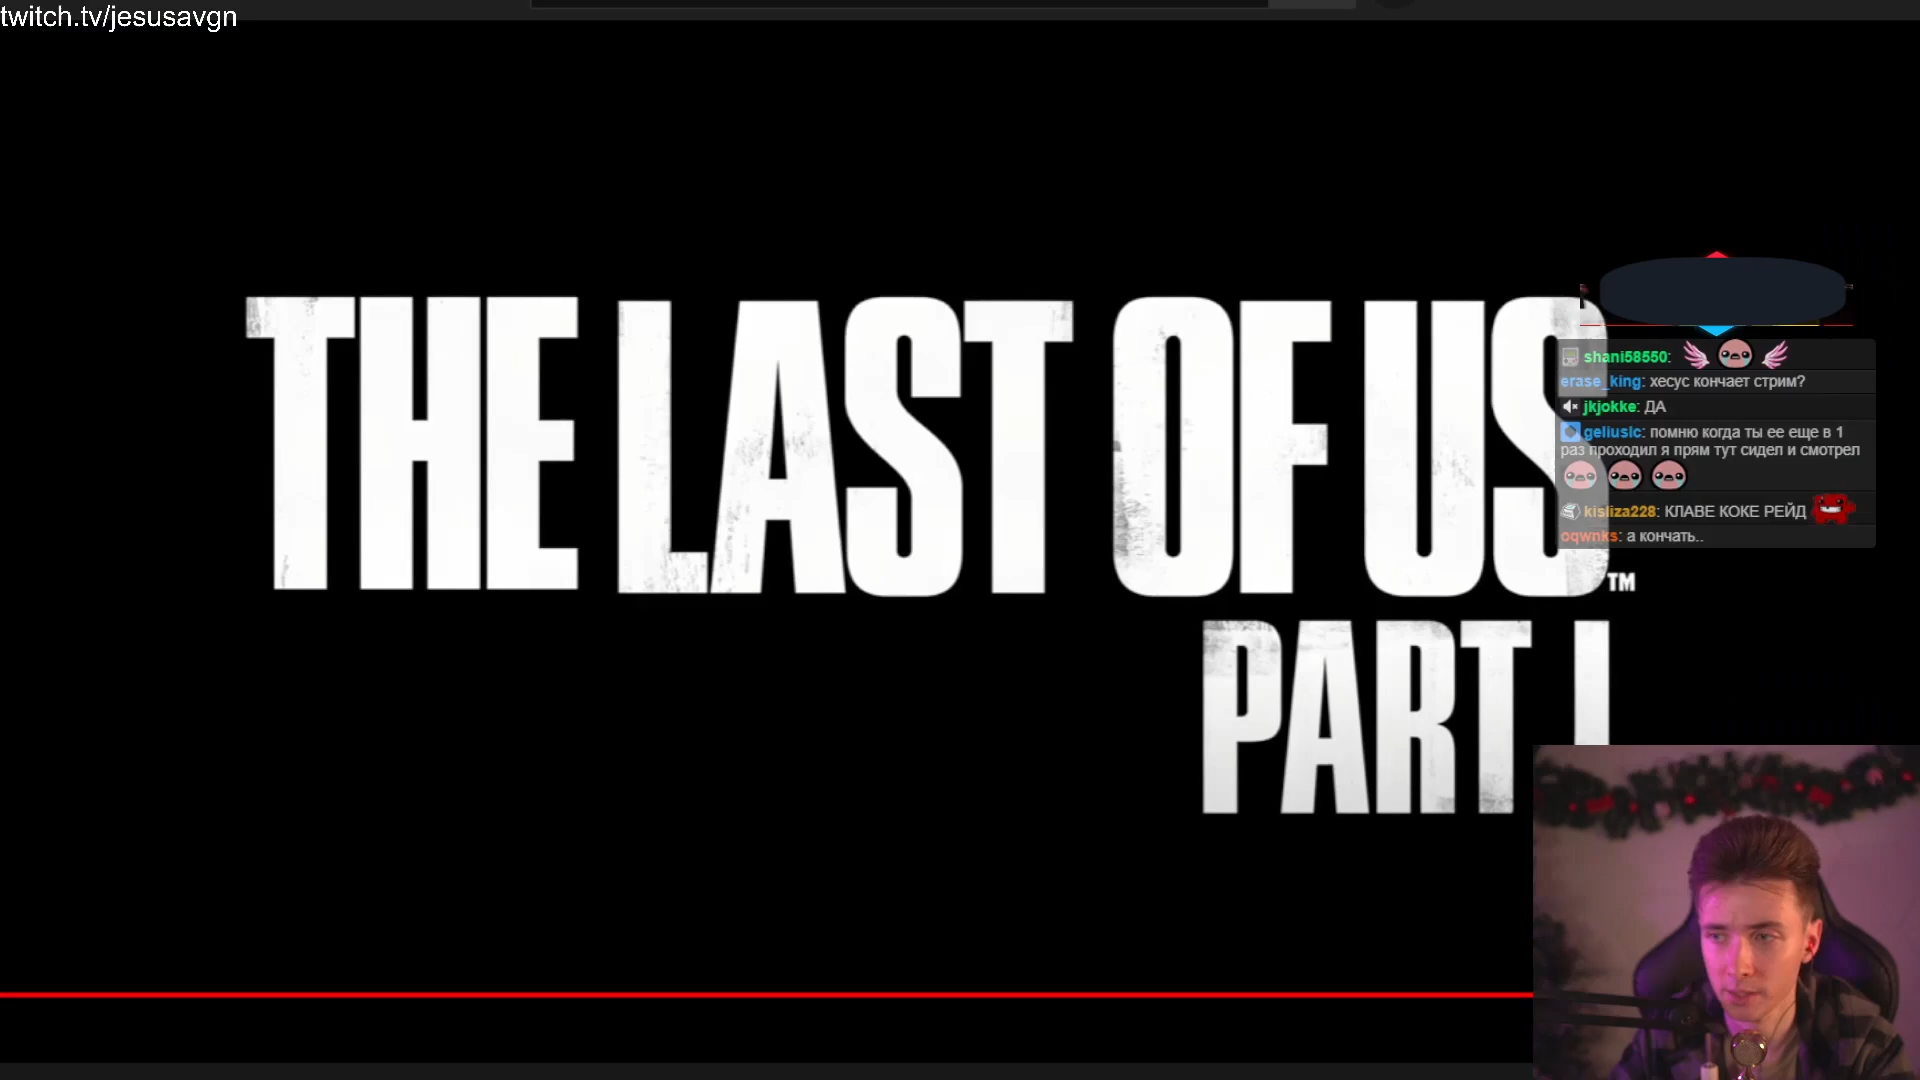 twitch.tv/jesusavgn
THE LAST OF US™
PART I
shani58550:
erase_king: хесус кончает стрим?
jkjokke: ДА
geliuslc: помню когда ты ее еще в 1
раз проходил я прям тут сидел и смотрел
kisliza228: КЛАВЕ КОКЕ РЕЙД
oqwnks: а кончать..